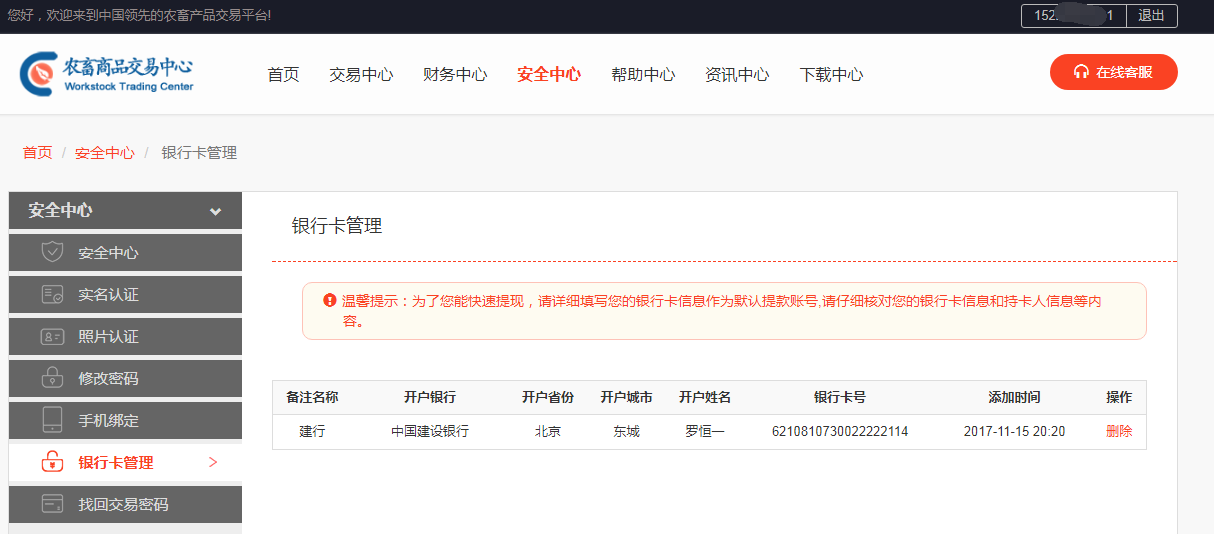 您好，欢迎来到中国领先的农畜产品交易平台!
152 1 退出
农畜商品交易中心
Workstock Trading Center
首页 交易中心 财务中心 安全中心 帮助中心 资讯中心 下载中心
在线客服
首页 / 安全中心 / 银行卡管理
安全中心
安全中心
实名认证
照片认证
修改密码
手机绑定
银行卡管理 >
找回交易密码
银行卡管理
温馨提示：为了您能快速提现，请详细填写您的银行卡信息作为默认提款账号,请仔细核对您的银行卡信息和持卡人信息等内
容。
备注名称 开户银行 开户省份 开户城市 开户姓名 银行卡号 添加时间 操作
建行 中国建设银行 北京 东城 罗恒一 6210810730022222114 2017-11-15 20:20 删除